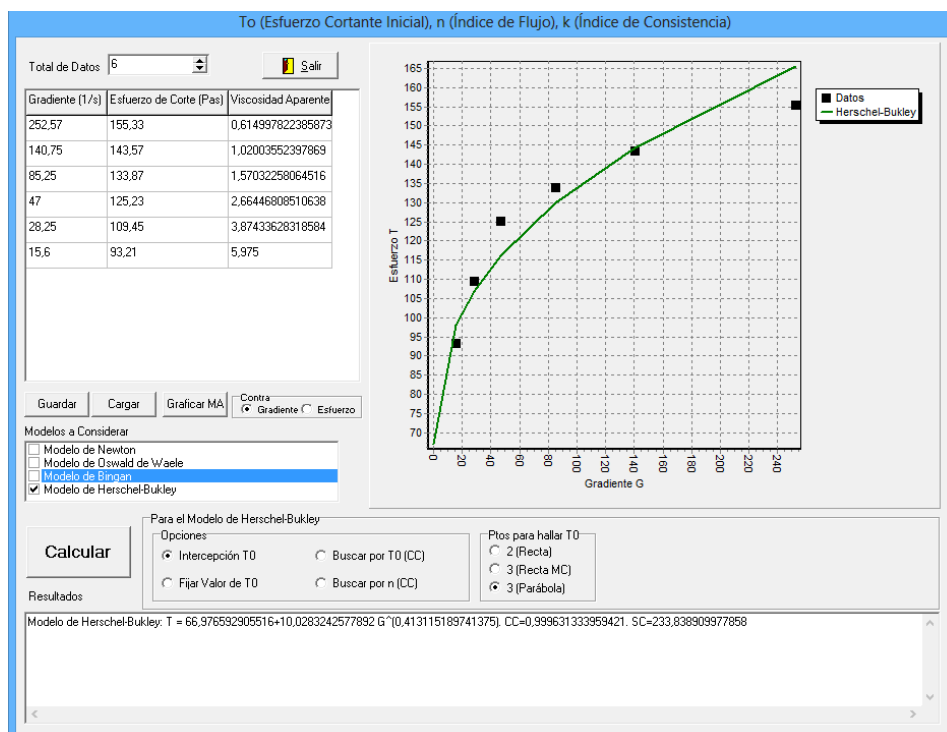 To (Esfuerzo Cortante Inicial), n (Índice de Flujo), k (Índice de Consistencia)
Total de Datos 6 Salir
Gradiente (1/s) Esfuerzo de Corte (Pas) Viscosidad Aparente
252,57 155,33 0,614997822385873
140,75 143,57 1,02003552397869
85,25 133,87 1,57032258064516
47 125,23 2,66446808510638
28,25 109,45 3,87433628318584
15,6 93,21 5,975
Guardar Cargar Graficar MA Contra Gradiente Esfuerzo
Modelos a Considerar
Modelo de Newton
Modelo de Oswald de Waele
Modelo de Bingan
Modelo de Herschel-Bukley
165
160
155
150
145
140
135
130
125
120
115
110
105
100
95
90
85
80
75
70
Esfuerzo T
0 20 40 60 80 100 120 140 160 180 200 220 240
Gradiente G
Datos
Herschel-Bukley
Calcular
Para el Modelo de Herschel-Bukley
Opciones
Intercepción T0 Buscar por T0 (CC)
Fijar Valor de T0 Buscar por n (CC)
Ptos para hallar T0
2 (Recta)
3 (Recta MC)
3 (Parábola)
Resultados
Modelo de Herschel-Bukley: T = 66,976592905516+10,0283242577892 G^(0,413115189741375). CC=0,999631333959421. SC=233,838909977858